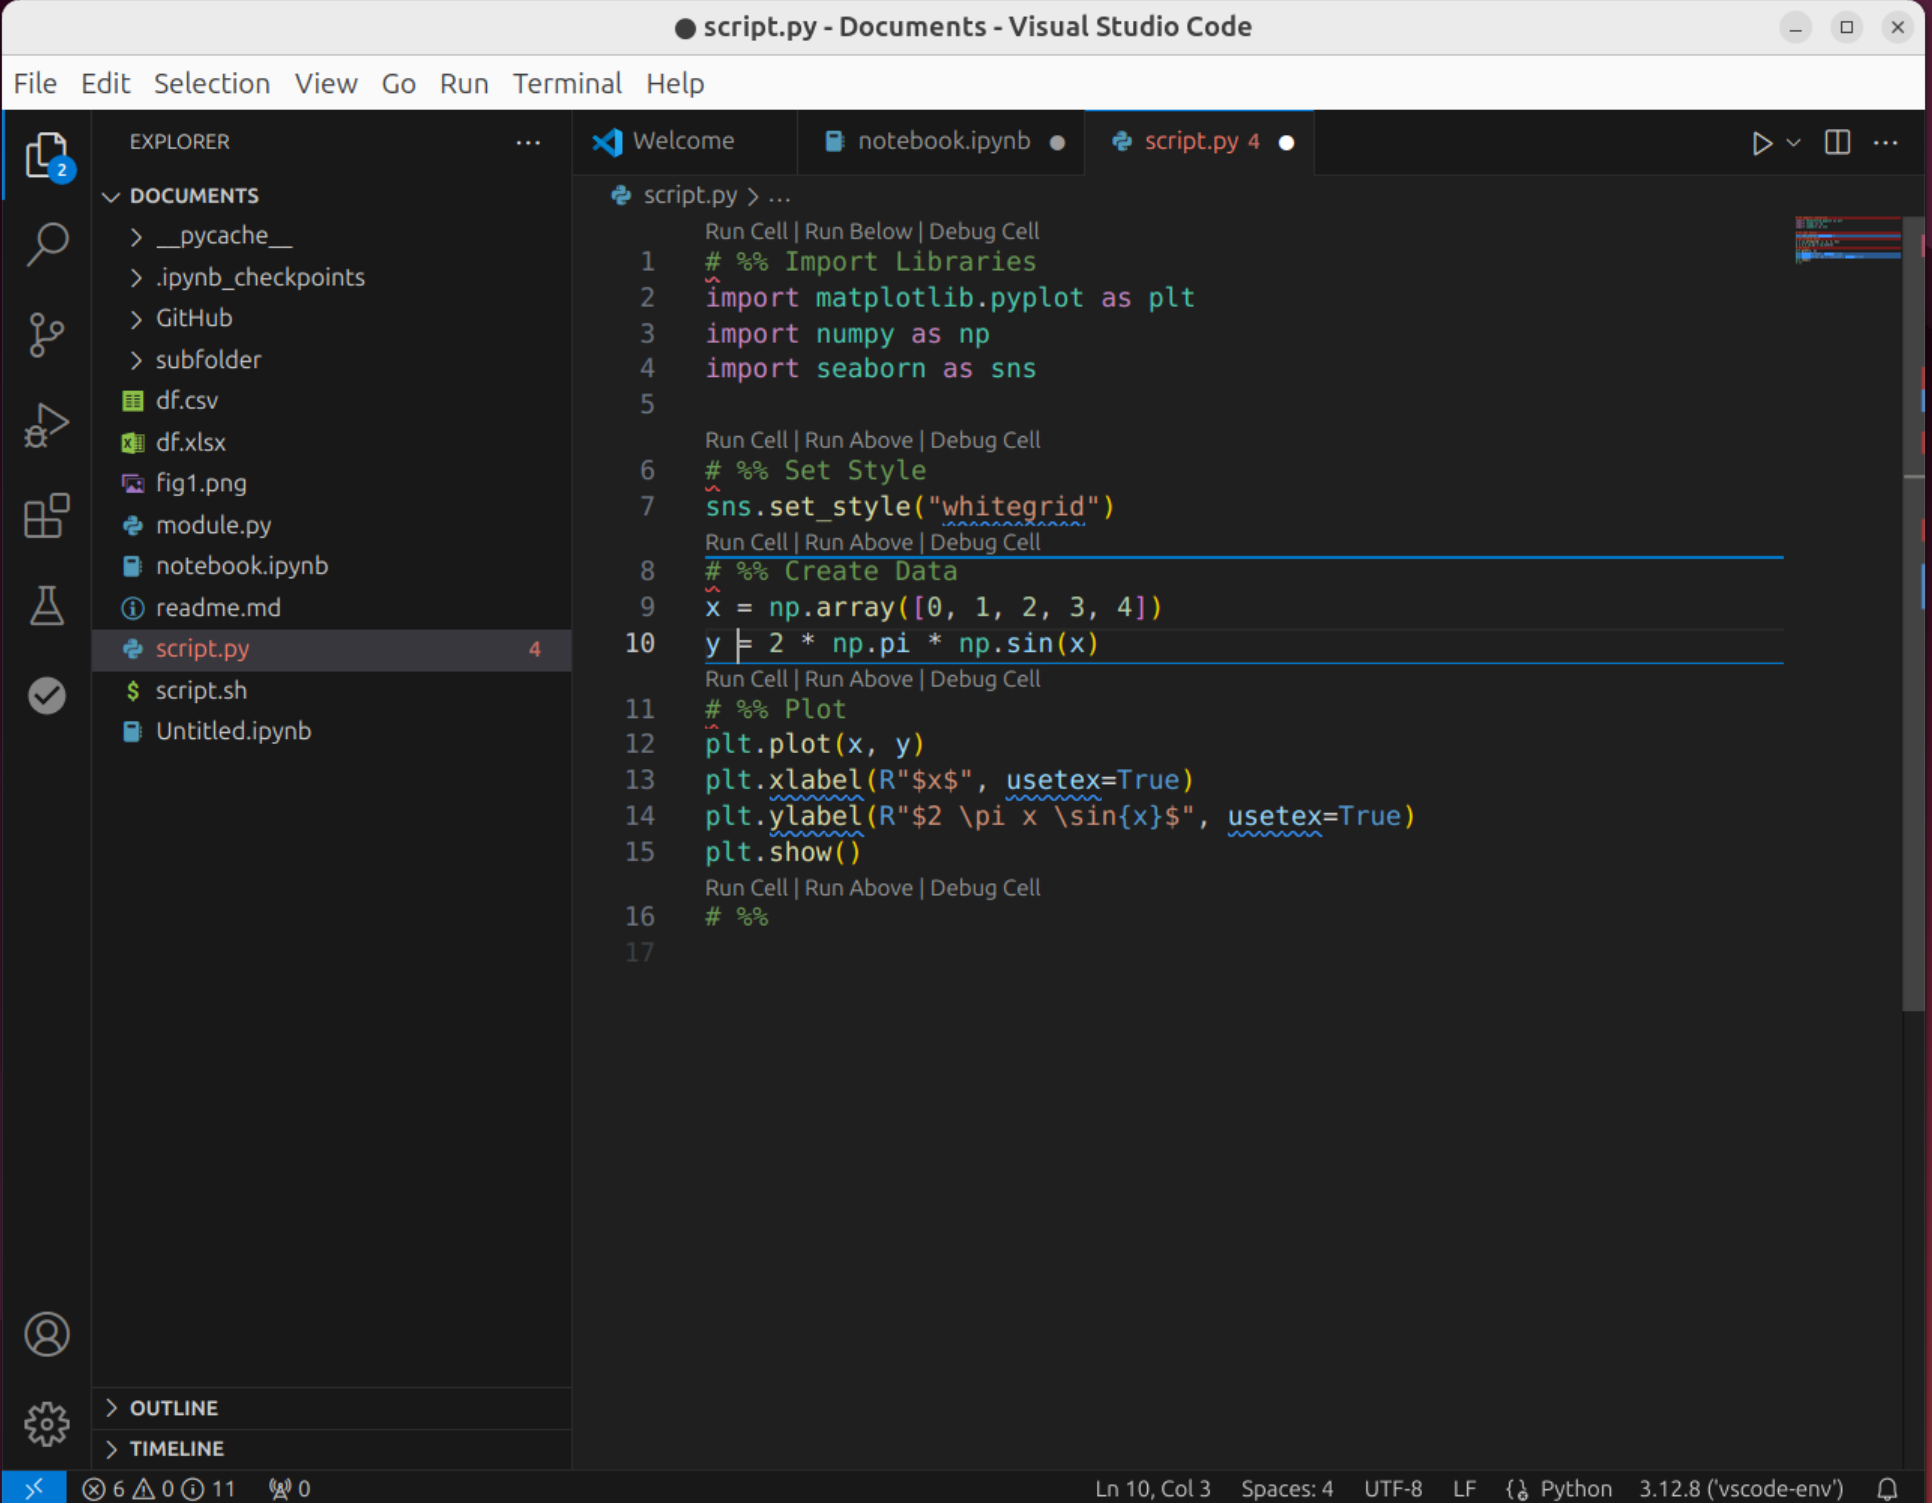 script.py - Documents - Visual Studio Code
File Edit Selection View Go Run Terminal Help
2
EXPLORER
DOCUMENTS
__pycache__
.ipynb_checkpoints
GitHub
subfolder
df.csv
df.xlsx
fig1.png
module.py
notebook.ipynb
readme.md
script.py 4
script.sh
Untitled.ipynb
OUTLINE
TIMELINE
Welcome notebook.ipynb script.py 4
script.py > ...
Run Cell | Run Below | Debug Cell
1 # %% Import Libraries
2 import matplotlib.pyplot as plt
3 import numpy as np
4 import seaborn as sns
5
Run Cell | Run Above | Debug Cell
6 # %% Set Style
7 sns.set_style("whitegrid")
Run Cell | Run Above | Debug Cell
8 # %% Create Data
9 x = np.array([0, 1, 2, 3, 4])
10 y = 2 * np.pi * np.sin(x)
Run Cell | Run Above | Debug Cell
11 # %% Plot
12 plt.plot(x, y)
13 plt.xlabel(R"$x$", usetex=True)
14 plt.ylabel(R"$2 \pi x \sin{x}$", usetex=True)
15 plt.show()
Run Cell | Run Above | Debug Cell
16 # %%
17
6 0 11 0 Ln 10, Col 3 Spaces: 4 UTF-8 LF Python 3.12.8 ('vscode-env')